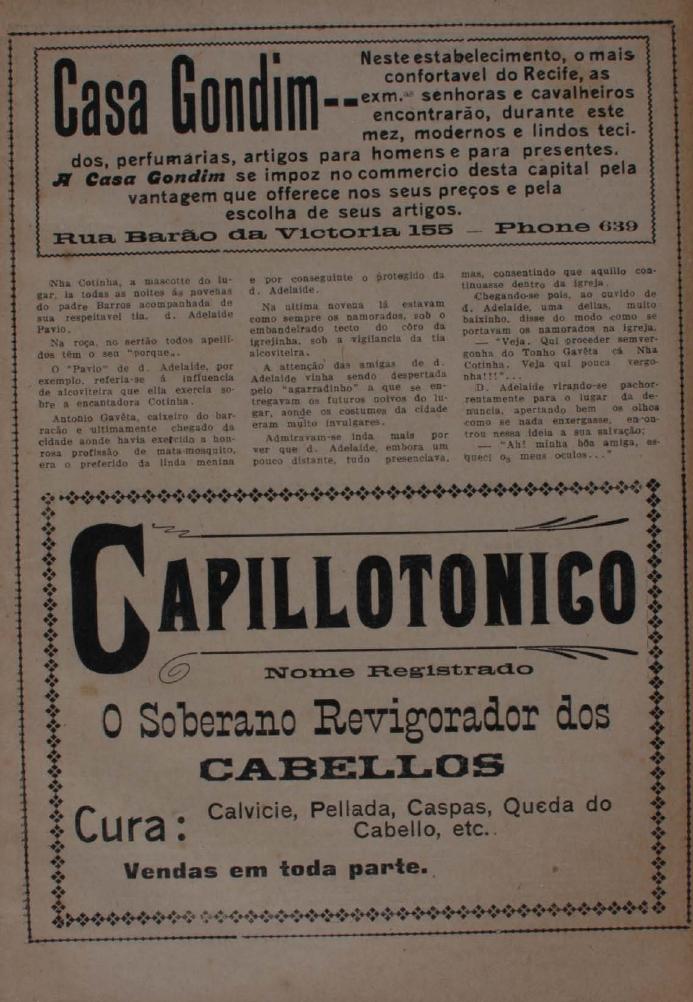 Casa Gondim--
Neste estabelecimento, o mais
confortavel do Recife, as
exm.as senhoras e cavalheiros
encontrarão, durante este
mez, modernos e lindos teci-
dos, perfumarias, artigos para homens e para presentes.
A Casa Gondim se impoz no commercio desta capital pela
vantagem que offerece nos seus preços e pela
escolha de seus artigos.
Rua Barão da Victoria 155 — Phone 639
Nha Cotinha, a mascotte do lu-
gar, ia todas as noites ás novenas
do padre Barros acompanhada de
sua respeitavel tia, d. Adelaide
Pavio.
Na roça, no sertão todos apelli-
dos têm o seu "porque„.
O "Pavio" de d. Adelaide, por
exemplo, referia-se á influencia
de alcoviteira que ella exercia so-
bre a encantadora Cotinha.
Antonio Gavêta, caixeiro do bar-
racão e ultimamente chegado da
cidade aonde havia exercido a hon-
rosa profissão de mata-mosquito,
era o preferido da linda menina
e por conseguinte o protegido da
d. Adelaide.
Na ultima novena lá estavam
como sempre os namorados, sob o
embandeirado tecto do côro da
igrejinha, sob a vigilancia da tia
alcoviteira.
A attenção das amigas de d.
Adelaide vinha sendo despertada
pelo "agarradinho" a que se en-
tregavam os futuros noivos do lu-
gar, aonde os costumes da cidade
eram muito invulgares.
Admiravam-se inda mais por
ver que d. Adelaide, embora um
pouco distante, tudo presenciava,
mas, consentindo que aquillo con-
tinuasse dentro da igreja.
Chegando-se pois, ao ouvido de
d. Adelaide, uma dellas, muito
baixinho, disse do modo como se
portavam os namorados na igreja.
— "Veja. Qui proceder semver-
gonha do Tonho Gavêta cá Nha
Cotinha. Veja qui pouca vergo-
nha!!!"...
D. Adelaide virando-se pachor-
rentamente para o lugar da de-
nuncia, apertando bem os olhos
como se nada enxergasse, encon-
trou nessa ideia a sua salvação:
— "Ah! minha bôa amiga, es-
queci os meus oculos..."
CAPILLOTONICO
Nome Registrado
O Soberano Revigorador dos
CABELLOS
Cura: Calvicie, Pellada, Caspas, Queda do
Cabello, etc..
Vendas em toda parte.